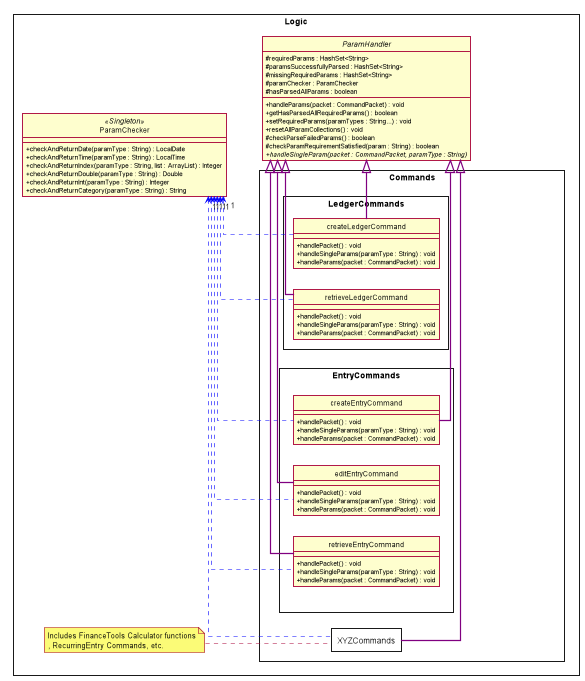 Logic
ParamHandler
#requiredParams : HashSet<String>
#paramsSuccessfullyParsed : HashSet<String>
#missingRequiredParams : HashSet<String>
#paramChecker : ParamChecker
#hasParsedAllParams : boolean
+handleParams(packet : CommandPacket) : void
+getHasParsedAllRequiredParams() : boolean
+setRequiredParams(paramTypes : String...) : void
+resetAllParamCollections() : void
#checkParseFailedParams() : boolean
#checkParamRequirementSatisfied(param : String) : boolean
+handleSingleParam(packet : CommandPacket, paramType : String)
«Singleton»
ParamChecker
+checkAndReturnDate(paramType : String) : LocalDate
+checkAndReturnTime(paramType : String) : LocalTime
+checkAndReturnIndex(paramType : String, list : ArrayList) : Integer
+checkAndReturnDouble(paramType : String) : Double
+checkAndReturnInt(paramType : String) : Integer
+checkAndReturnCategory(paramType : String) : String
1
Commands
LedgerCommands
createLedgerCommand
+handlePacket() : void
+handleSingleParams(paramType : String) : void
+handleParams(packet : CommandPacket) : void
retrieveLedgerCommand
+handlePacket() : void
+handleSingleParams(paramType : String) : void
+handleParams(packet : CommandPacket) : void
EntryCommands
createEntryCommand
+handlePacket() : void
+handleSingleParams(paramType : String) : void
+handleParams(packet : CommandPacket) : void
editEntryCommand
+handlePacket() : void
+handleSingleParams(paramType : String) : void
+handleParams(packet : CommandPacket) : void
retrieveEntryCommand
+handlePacket() : void
+handleSingleParams(paramType : String) : void
+handleParams(packet : CommandPacket) : void
Includes FinanceTools Calculator functions
, RecurringEntry Commands, etc.
XYZCommands